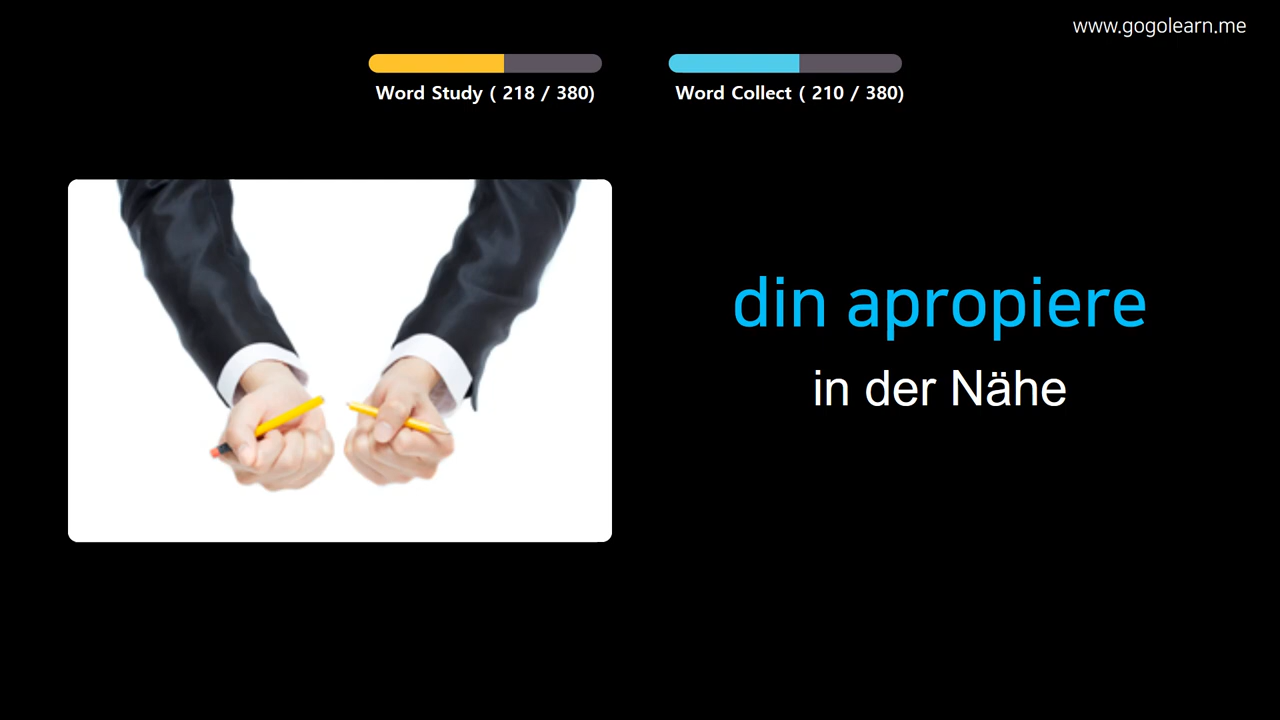 www.gogolearn.me
Word Study ( 218 / 380)
Word Collect ( 210 / 380)
din apropiere
in der Nähe